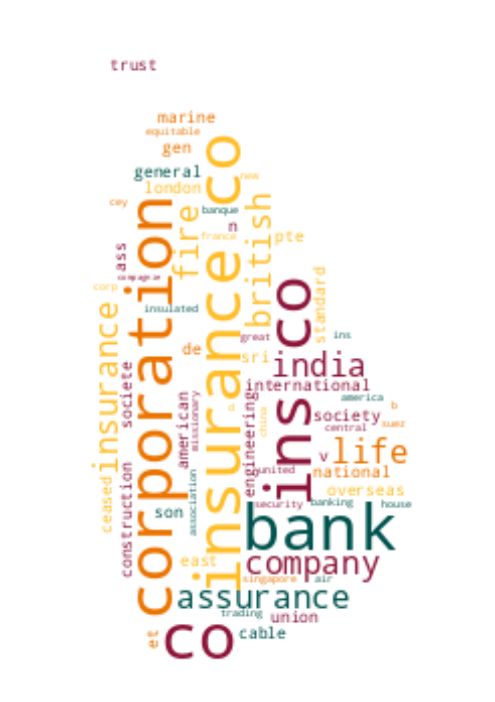 trust
marine
equitable
gen
general
london
new
cey
banque
n
france
pte
ass
compagnie
corp
fire
british
corporation
insurance co
ins co
standard
insulated
great
ins
de
sri
india
insurance
societe
international
america
b
american
missionary
a
china
engineering
society
central
suez
v
life
united
national
overseas
ceased
construction
association
son
security
banking
house
bank
east
company
singapore
air
assurance
trading
union
et
co
cable